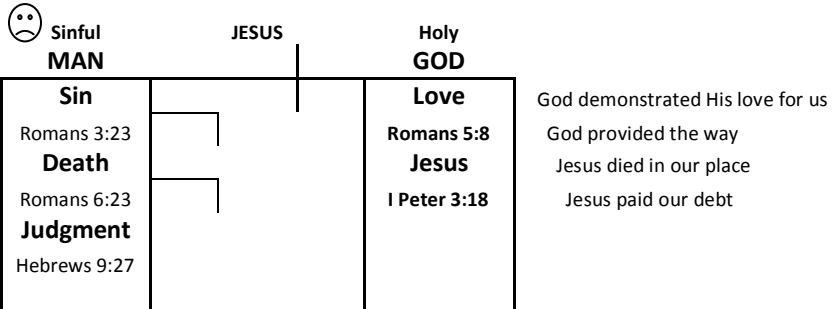 Sinful JESUS Holy
MAN GOD
Sin Love God demonstrated His love for us
Romans 3:23 Romans 5:8 God provided the way
Death Jesus Jesus died in our place
Romans 6:23 I Peter 3:18 Jesus paid our debt
Judgment
Hebrews 9:27